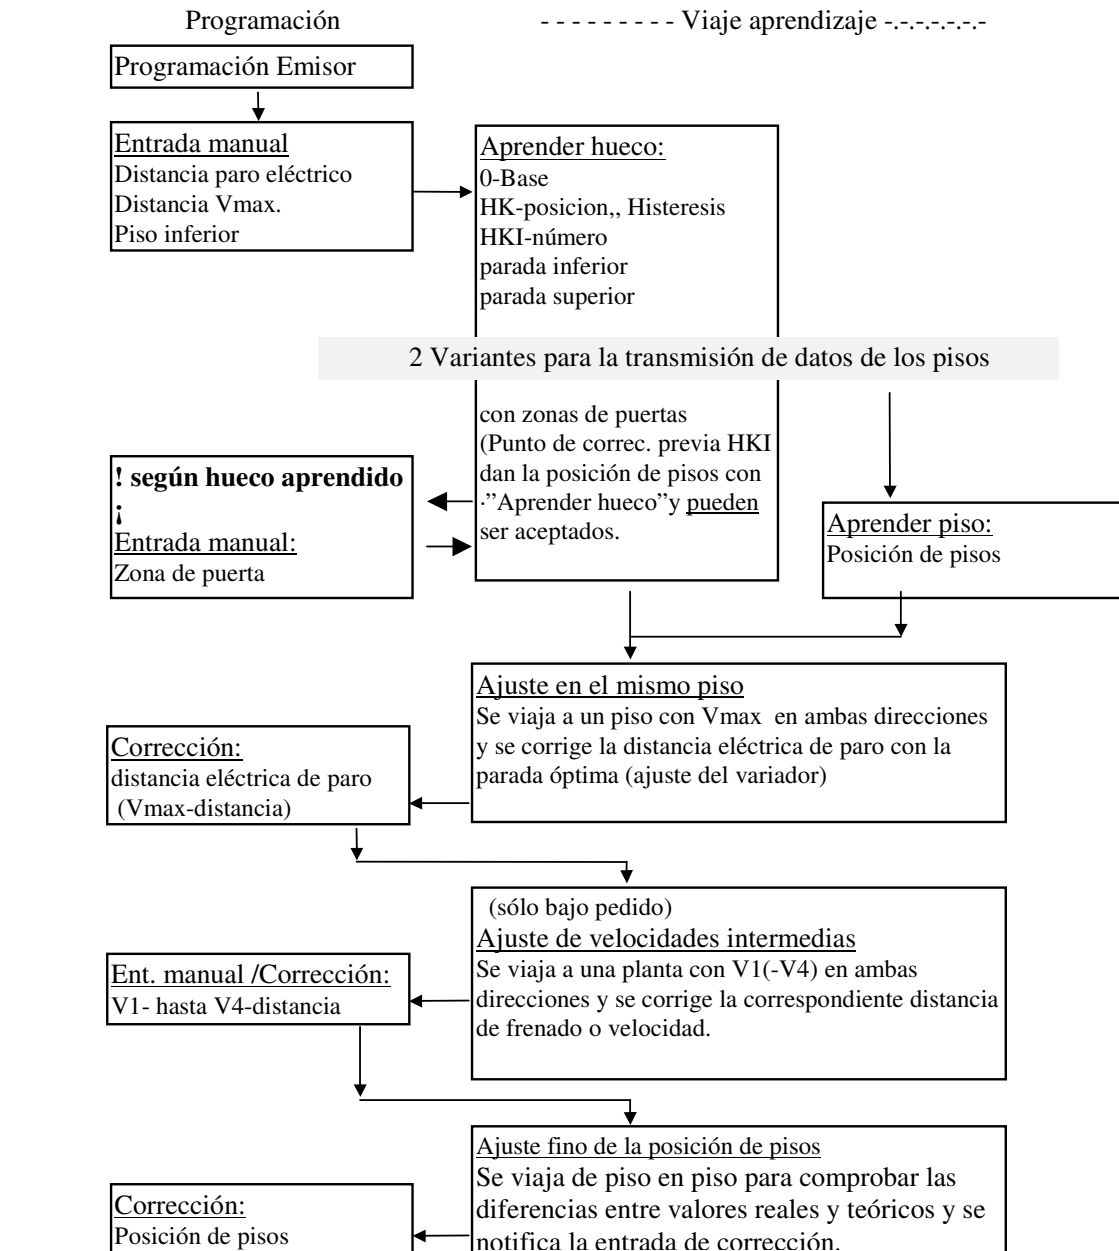 Programación
- - - - - - - - - Viaje aprendizaje -.-.-.-.-.-.-
Programación Emisor
Entrada manual
Distancia paro eléctrico
Distancia Vmax.
Piso inferior
Aprender hueco:
0-Base
HK-posicion,, Histeresis
HKI-número
parada inferior
parada superior
2 Variantes para la transmisión de datos de los pisos
con zonas de puertas
(Punto de correc. previa HKI
dan la posición de pisos con
·”Aprender hueco”y pueden
ser aceptados.
! según hueco aprendido
¡
Entrada manual:
Zona de puerta
Aprender piso:
Posición de pisos
Ajuste en el mismo piso
Se viaja a un piso con Vmax  en ambas direcciones
y se corrige la distancia eléctrica de paro con la
parada óptima (ajuste del variador)
Corrección:
distancia eléctrica de paro
(Vmax-distancia)
(sólo bajo pedido)
Ajuste de velocidades intermedias
Se viaja a una planta con V1(-V4) en ambas
direcciones y se corrige la correspondiente distancia
de frenado o velocidad.
Ent. manual /Corrección:
V1- hasta V4-distancia
Ajuste fino de la posición de pisos
Se viaja de piso en piso para comprobar las
diferencias entre valores reales y teóricos y se
notifica la entrada de corrección.
Corrección:
Posición de pisos